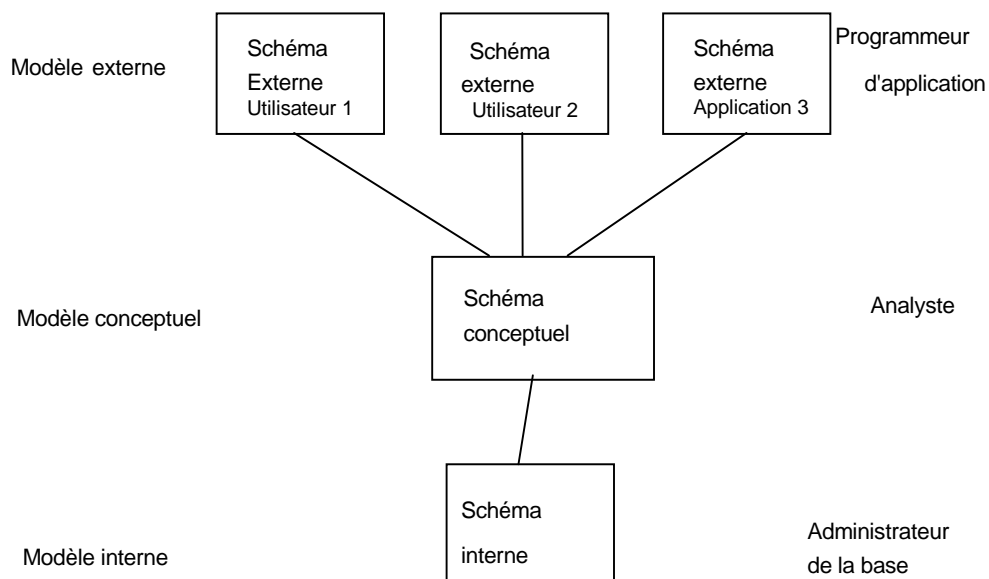 Modèle externe
Schéma
Externe
Utilisateur 1
Schéma
externe
Utilisateur 2
Schéma
externe
Application 3
Programmeur
d'application
Modèle conceptuel
Schéma
conceptuel
Analyste
Modèle interne
Schéma
interne
Administrateur
de la base